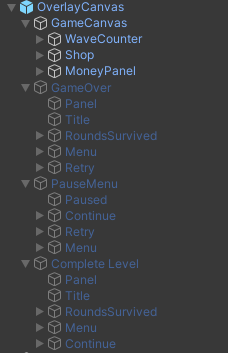 OverlayCanvas
GameCanvas
WaveCounter
Shop
MoneyPanel
GameOver
Panel
Title
RoundsSurvived
Menu
Retry
PauseMenu
Paused
Continue
Retry
Menu
Complete Level
Panel
Title
RoundsSurvived
Menu
Continue